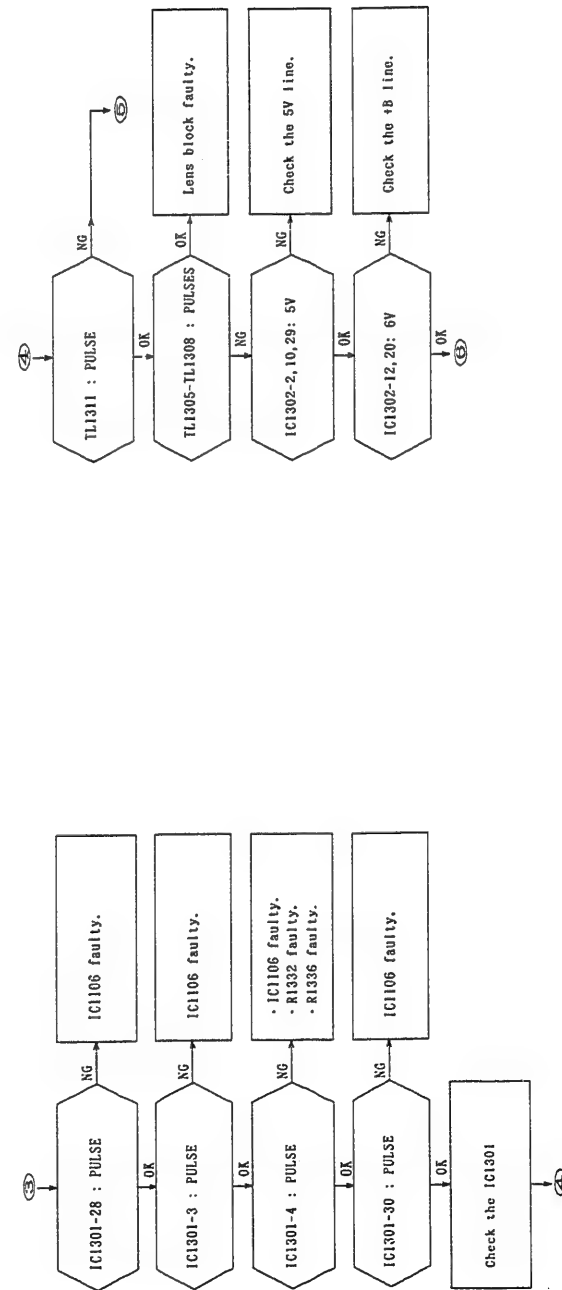 ③
IC1301-28 : PULSE
NG
IC1106 faulty.
OK
IC1301-3 : PULSE
NG
IC1106 faulty.
OK
IC1301-4 : PULSE
NG
· IC1106 faulty.
· R1332 faulty.
· R1336 faulty.
OK
IC1301-30 : PULSE
NG
IC1106 faulty.
OK
Check the IC1301
④
④
TL1311 : PULSE
NG
⑤
OK
TL1305-TL1308 : PULSES
OK
Lens block faulty.
NG
IC1302-2,10,29: 5V
NG
Check the 5V line.
OK
IC1302-12,20: 6V
NG
Check the +B line.
OK
⑥